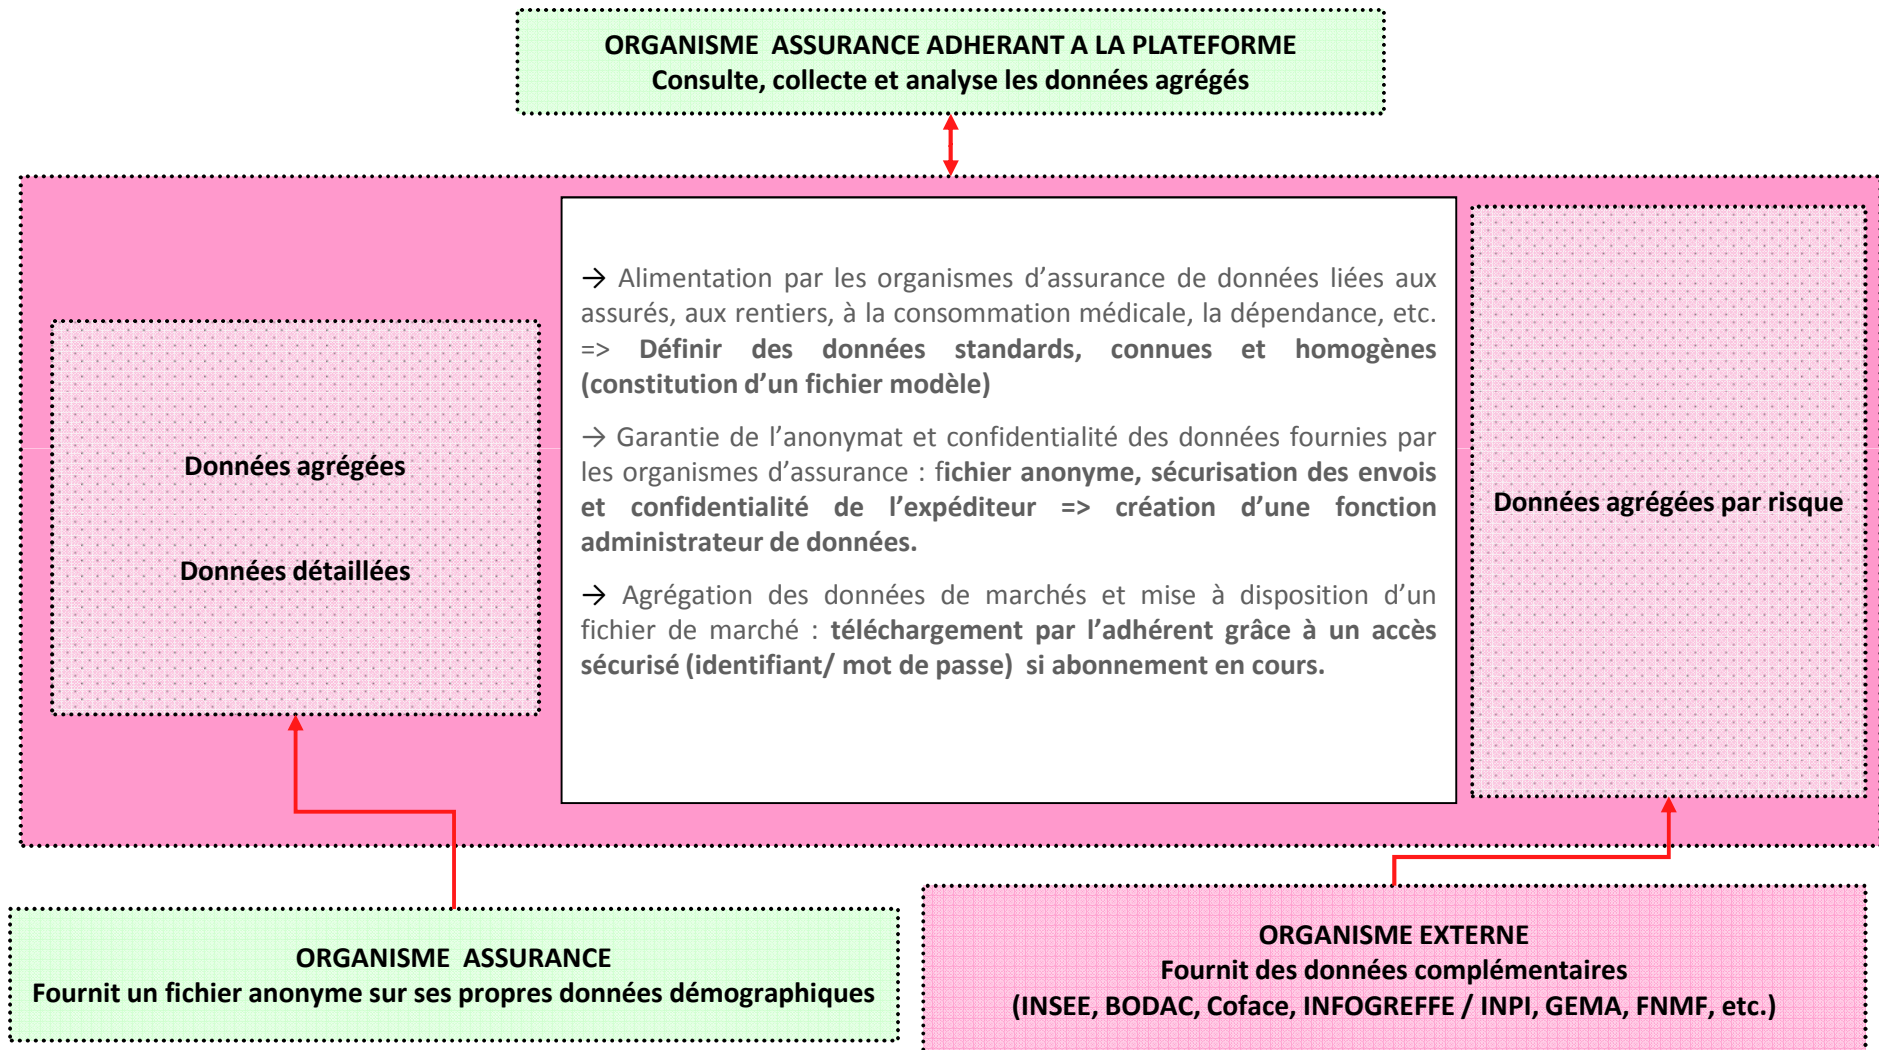 ORGANISME ASSURANCE ADHERANT A LA PLATEFORME
Consulte, collecte et analyse les données agrégés
→ Alimentation par les organismes d’assurance de données liées aux
assurés, aux rentiers, à la consommation médicale, la dépendance, etc.
=> Définir des données standards, connues et homogènes
(constitution d’un fichier modèle)
→ Garantie de l’anonymat et confidentialité des données fournies par
les organismes d’assurance : fichier anonyme, sécurisation des envois
et confidentialité de l’expéditeur => création d’une fonction
administrateur de données.
→ Agrégation des données de marchés et mise à disposition d’un
fichier de marché : téléchargement par l’adhérent grâce à un accès
sécurisé (identifiant/ mot de passe) si abonnement en cours.
Données agrégées
Données détaillées
Données agrégées par risque
ORGANISME ASSURANCE
Fournit un fichier anonyme sur ses propres données démographiques
ORGANISME EXTERNE
Fournit des données complémentaires
(INSEE, BODAC, Coface, INFOGREFFE / INPI, GEMA, FNMF, etc.)